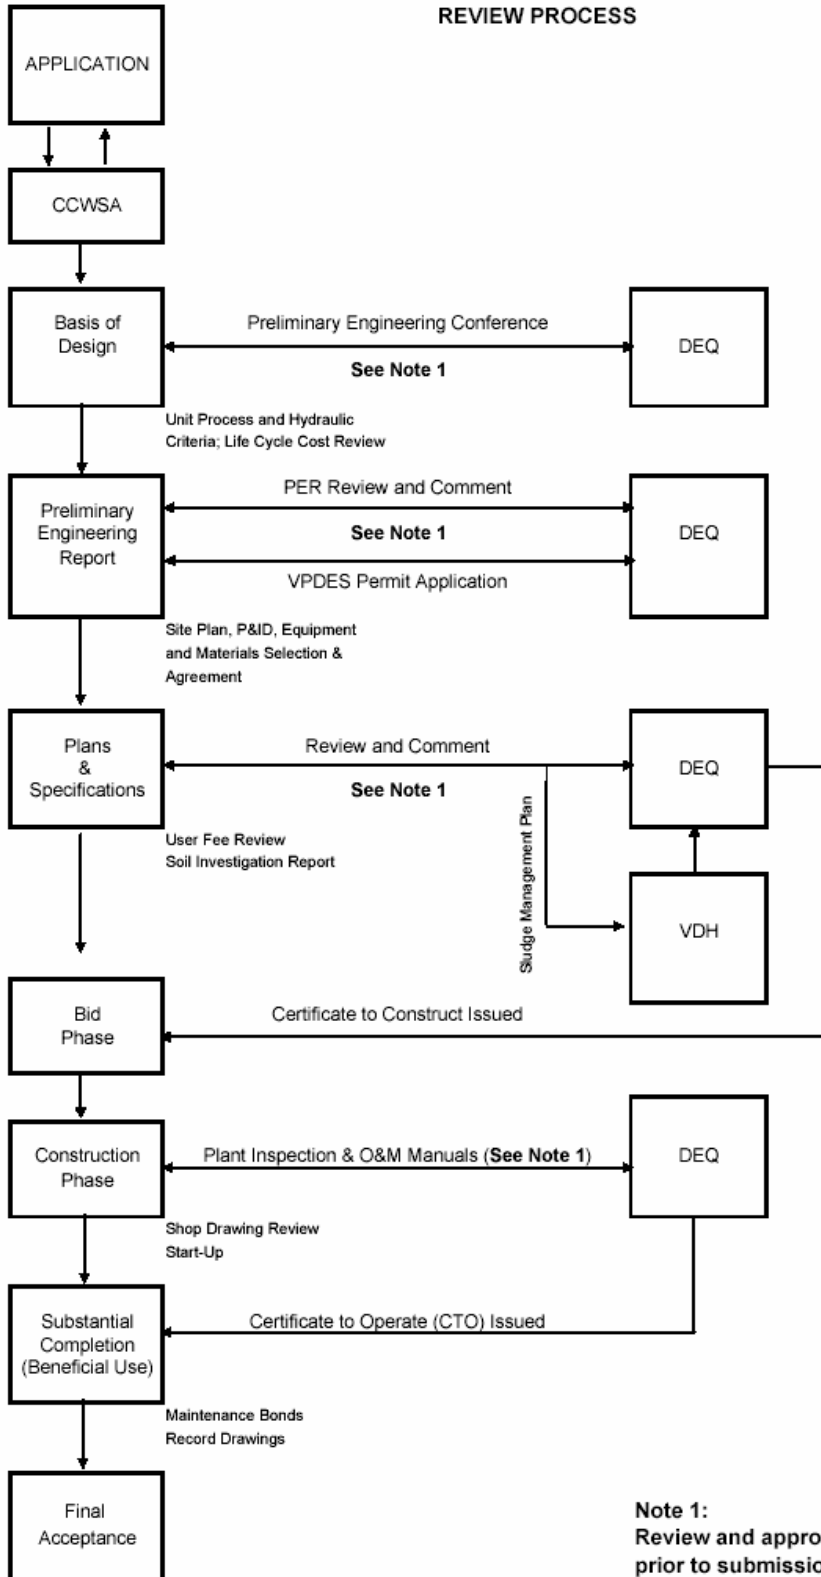 REVIEW PROCESS
APPLICATION
CCWSA
Basis of
Design
Preliminary Engineering Conference
See Note 1
DEQ
Unit Process and Hydraulic
Criteria; Life Cycle Cost Review
Preliminary
Engineering
Report
PER Review and Comment
See Note 1
VPDES Permit Application
DEQ
Site Plan, P&ID, Equipment
and Materials Selection &
Agreement
Plans
&
Specifications
Review and Comment
See Note 1
DEQ
User Fee Review
Soil Investigation Report
Sludge Management Plan
VDH
Bid
Phase
Certificate to Construct Issued
Construction
Phase
Plant Inspection & O&M Manuals (See Note 1)
DEQ
Shop Drawing Review
Start-Up
Substantial
Completion
(Beneficial Use)
Certificate to Operate (CTO) Issued
Maintenance Bonds
Record Drawings
Final
Acceptance
Note 1:
Review and appro
prior to submissio